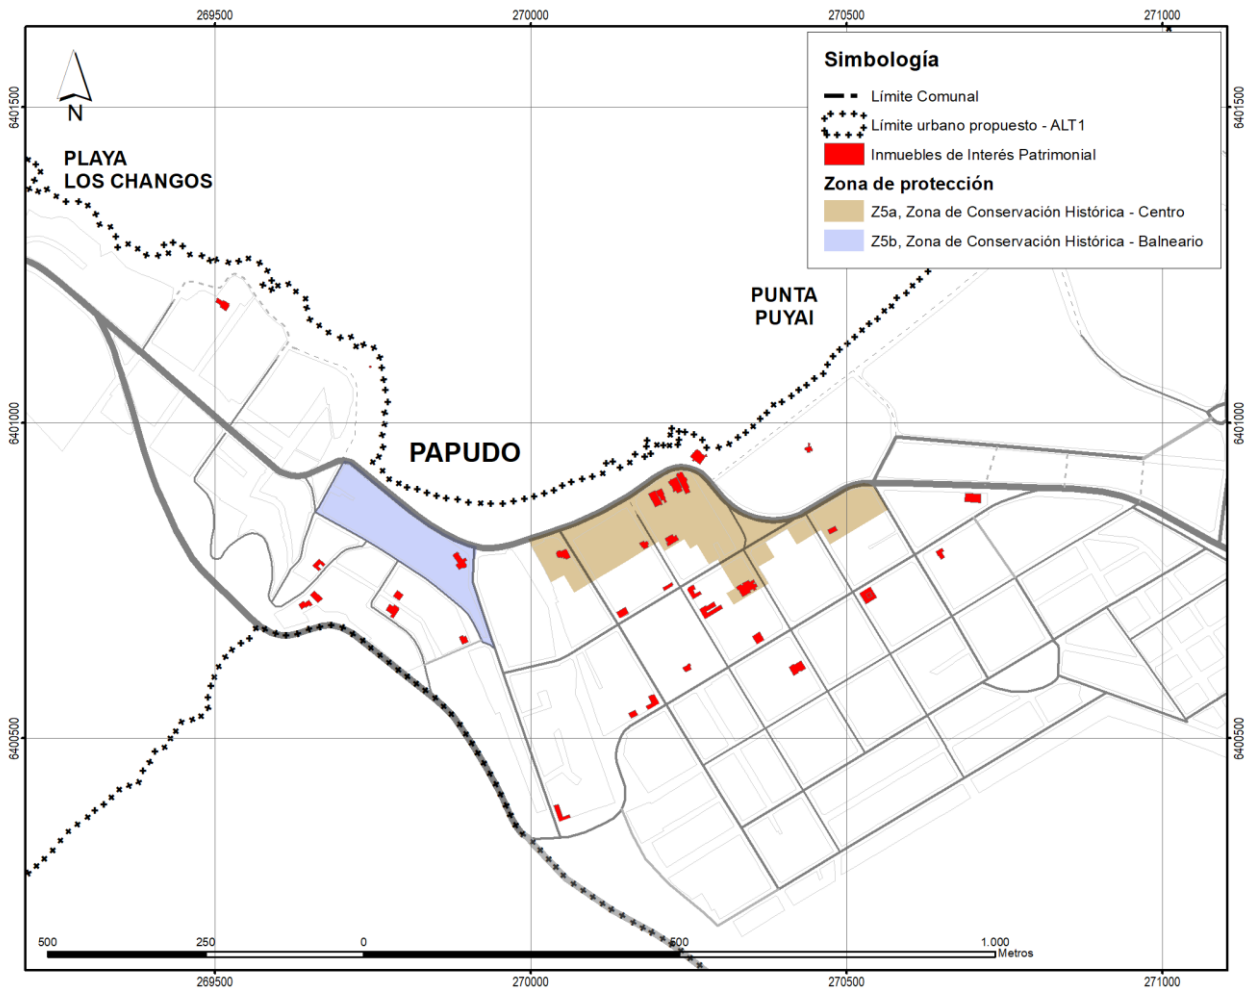 269500 270000 270500 271000
Simbología
Límite Comunal
Límite urbano propuesto - ALT1
Inmuebles de Interés Patrimonial
Zona de protección
Z5a, Zona de Conservación Histórica - Centro
Z5b, Zona de Conservación Histórica - Balneario
N
6401500 6401500
PLAYA
LOS CHANGOS
PUNTA
PUYAI
6401000 6401000
PAPUDO
6400500 6400500
500 250 0 500 1.000
Metros
269500 270000 270500 271000